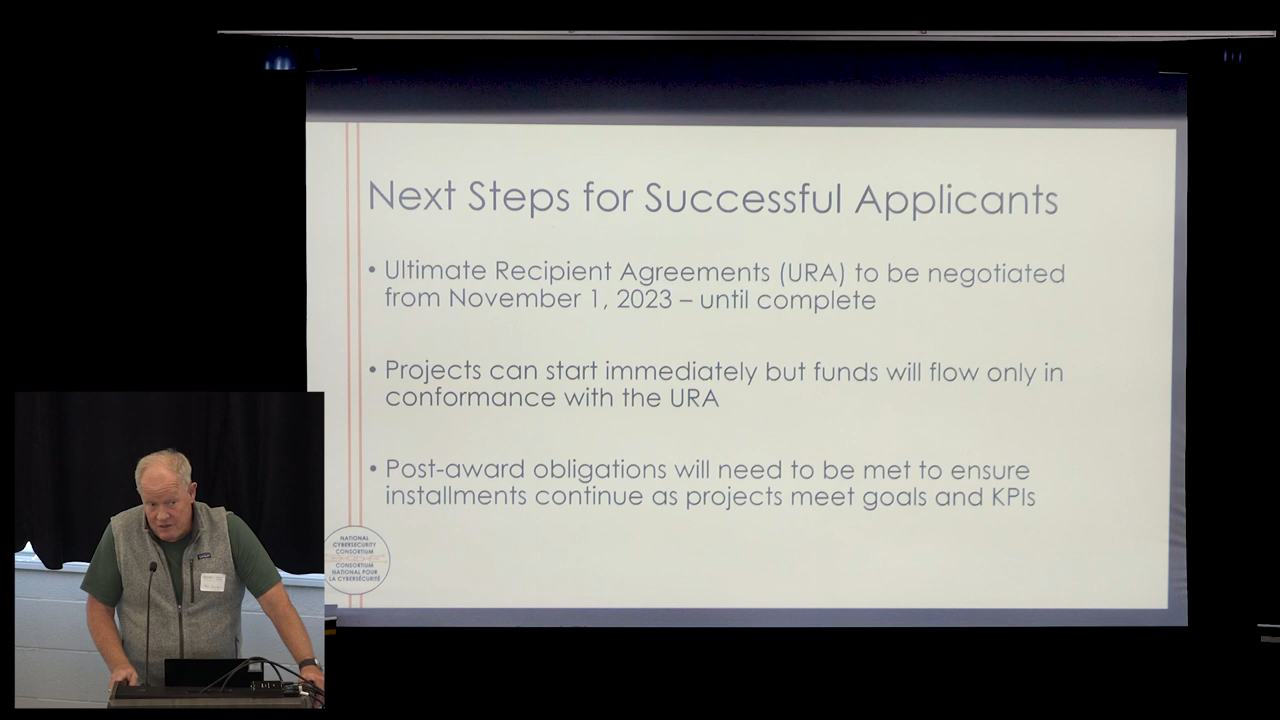 Next Steps for Successful Applicants
• Ultimate Recipient Agreements (URA) to be negotiated
from November 1, 2023 – until complete
• Projects can start immediately but funds will flow only in
conformance with the URA
• Post-award obligations will need to be met to ensure
installments continue as projects meet goals and KPIs
NATIONAL
CYBERSECURITY
CONSORTIUM
CONSORTIUM
NATIONAL POUR
LA CYBERSÉCURITÉ